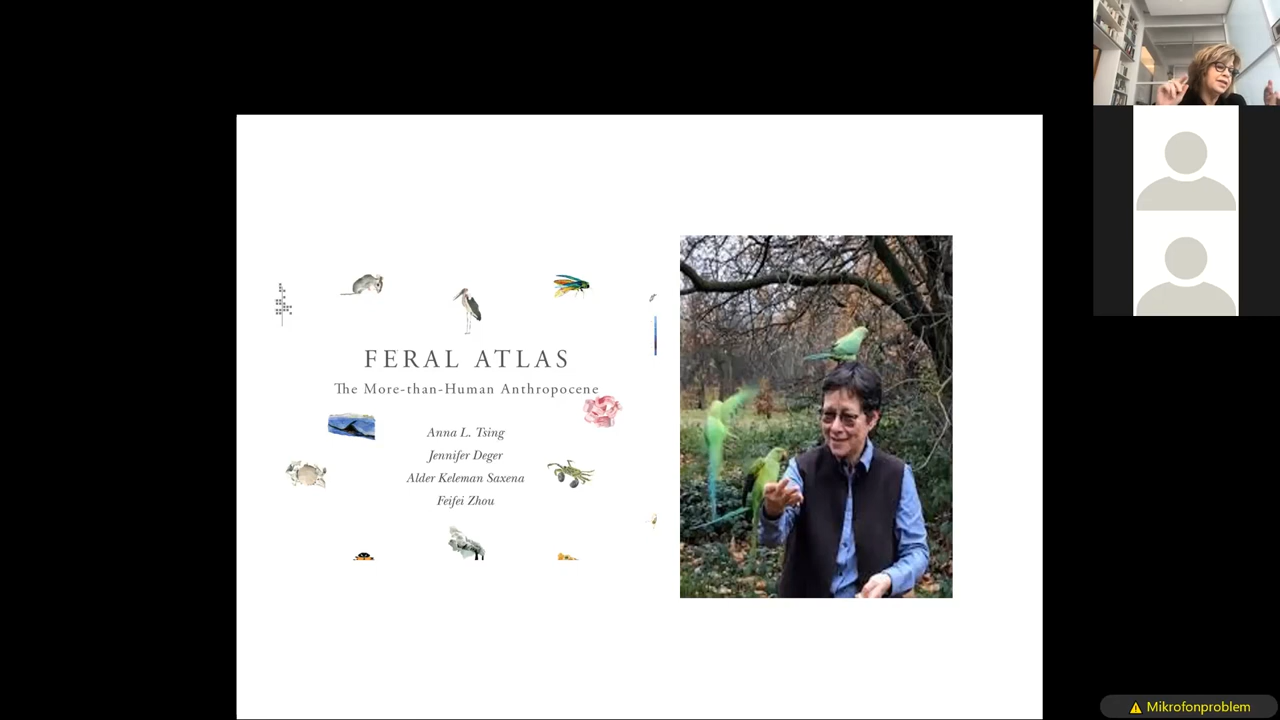 FERAL ATLAS
The More-than-Human Anthropocene
Anna L. Tsing
Jennifer Deger
Alder Keleman Saxena
Feifei Zhou
Mikrofonproblem